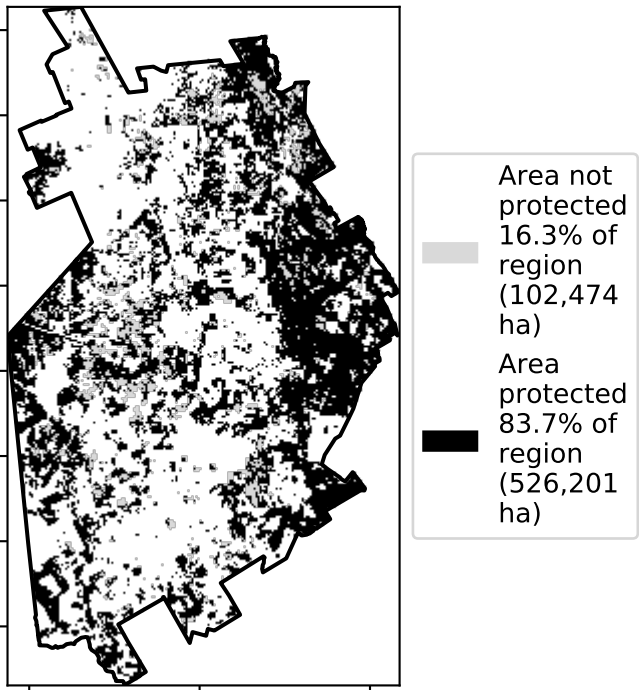 Area not
protected
16.3% of
region
(102,474
ha)
Area
protected
83.7% of
region
(526,201
ha)